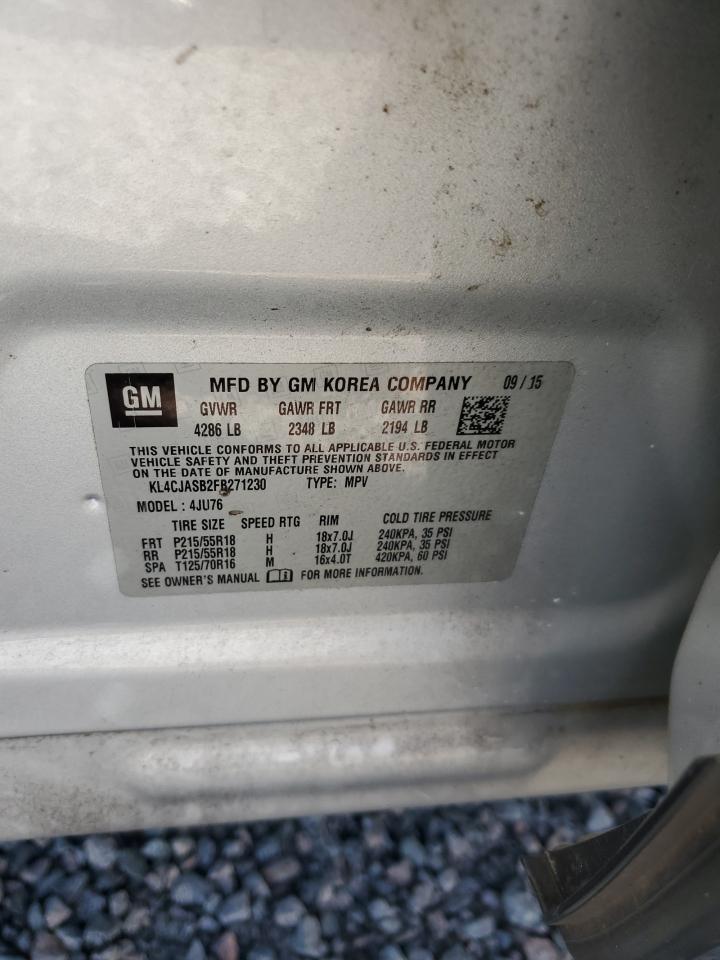 GM MFD BY GM KOREA COMPANY 09/15
GVWR GAWR FRT GAWR RR
4286 LB 2348 LB 2194 LB
THIS VEHICLE CONFORMS TO ALL APPLICABLE U.S. FEDERAL MOTOR
VEHICLE SAFETY AND THEFT PREVENTION STANDARDS IN EFFECT
ON THE DATE OF MANUFACTURE SHOWN ABOVE.
KL4CJASB2FB271230 TYPE: MPV
MODEL : 4JU76
TIRE SIZE SPEED RTG RIM COLD TIRE PRESSURE
FRT P215/55R18 H 18x7.0J 240KPA, 35 PSI
RR P215/55R18 H 18x7.0J 240KPA, 35 PSI
SPA T125/70R16 M 16x4.0T 420KPA, 60 PSI
SEE OWNER'S MANUAL FOR MORE INFORMATION.